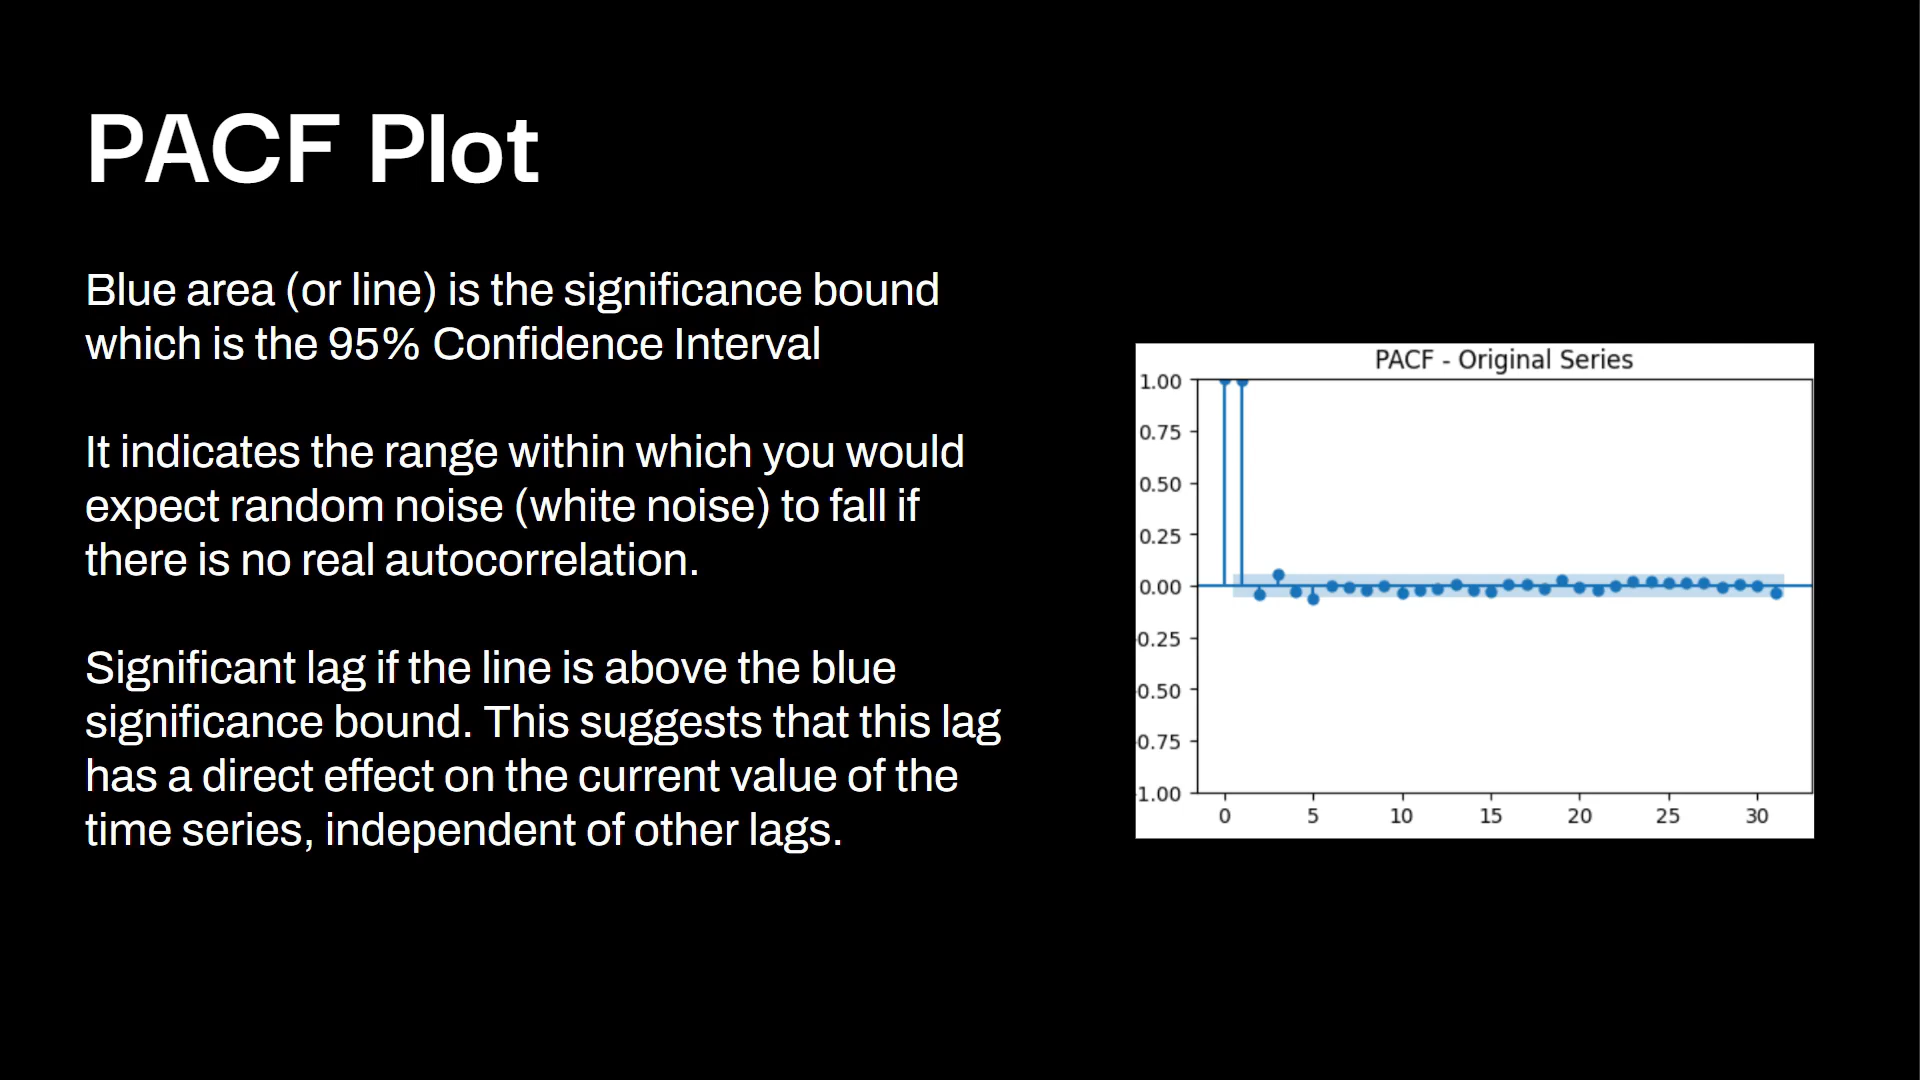 PACF Plot
Blue area (or line) is the significance bound
which is the 95% Confidence Interval
It indicates the range within which you would
expect random noise (white noise) to fall if
there is no real autocorrelation.
Significant lag if the line is above the blue
significance bound. This suggests that this lag
has a direct effect on the current value of the
time series, independent of other lags.
PACF - Original Series
1.00
0.75
0.50
0.25
0.00
0.25
0.50
0.75
1.00
0 5 10 15 20 25 30